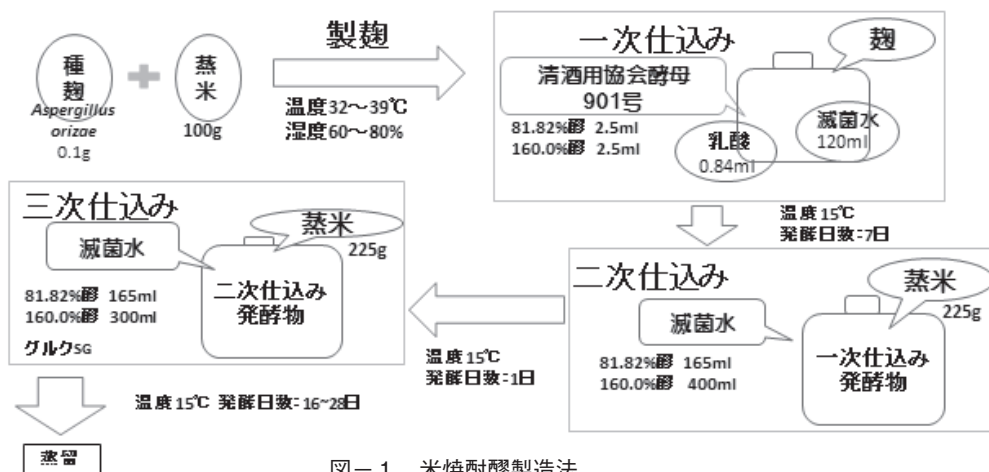 種
麹
Aspergillus
orizae
0.1g
蒸
米
100g
製麹
温度32～39℃
湿度60～80%
一次仕込み
麹
清酒用協会酵母
901号
81.82%醪 2.5ml
160.0%醪 2.5ml
乳酸
0.84ml
滅菌水
120ml
温度15℃
発酵日数:7日
二次仕込み
蒸米
225g
滅菌水
81.82%醪 165ml
160.0%醪 400ml
一次仕込み
発酵物
温度15℃
発酵日数:1日
三次仕込み
蒸米
225g
滅菌水
81.82%醪 165ml
160.0%醪 300ml
グルクSG
二次仕込み
発酵物
温度15℃ 発酵日数:16~28日
蒸留
図－1 米焼酎醪製造法